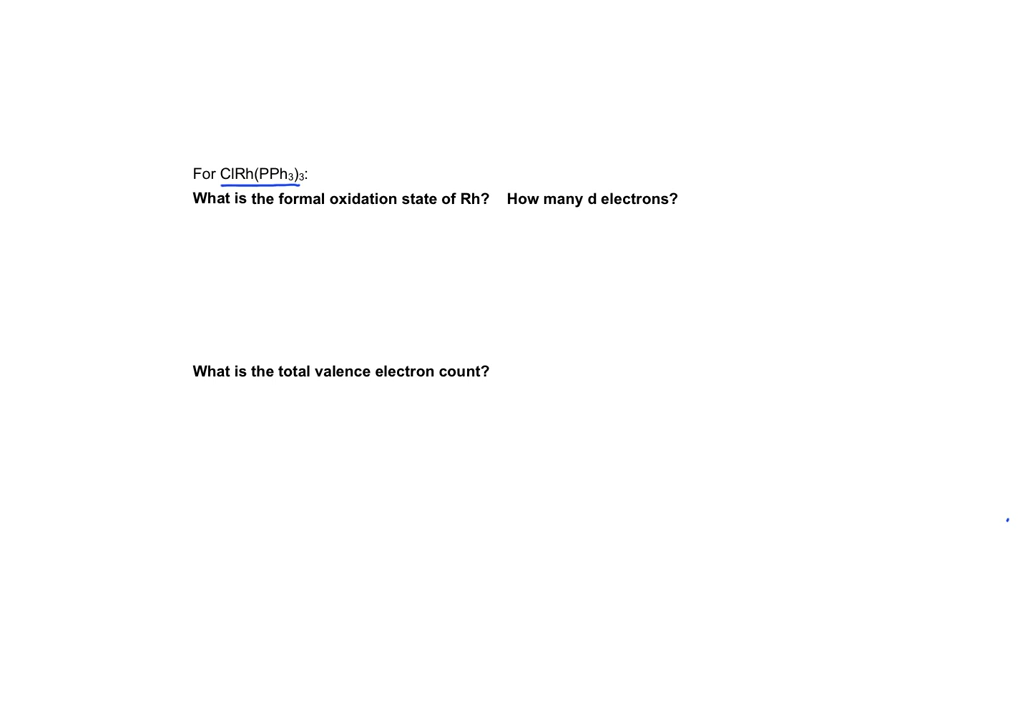 For ClRh(PPh₃)₃:
What is the formal oxidation state of Rh? How many d electrons?
What is the total valence electron count?